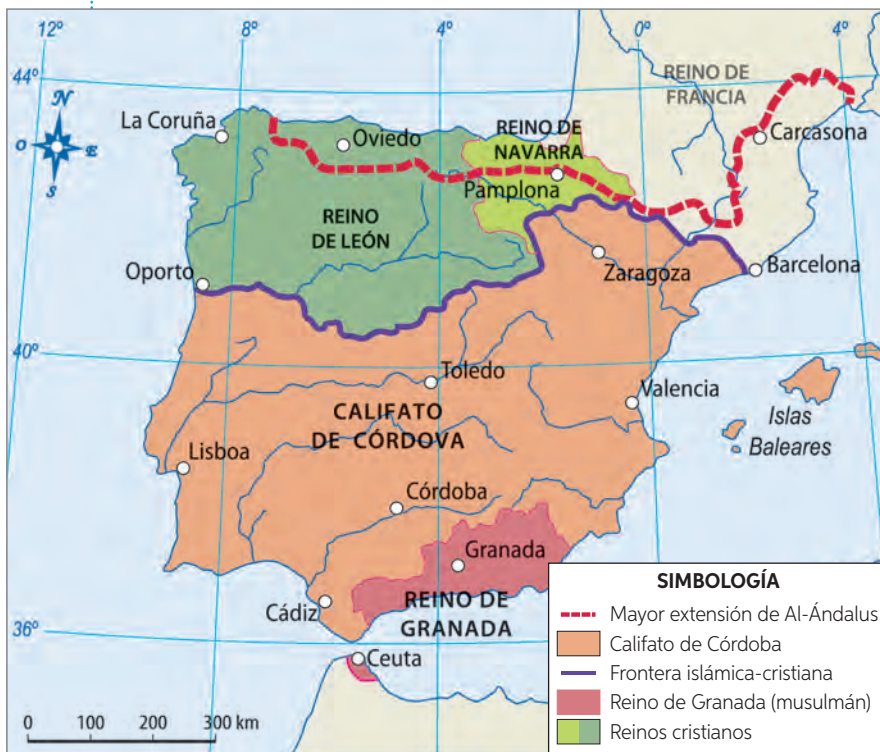 12º
8º
4º
0º
4º
44º
N
O
E
S
La Coruña
Oviedo
REINO DE
NAVARRA
Pamplona
REINO DE
FRANCIA
Carcasona
REINO
DE LEÓN
Oporto
Zaragoza
Barcelona
40º
Toledo
Valencia
CALIFATO
DE CÓRDOVA
Islas
Baleares
Lisboa
Córdoba
Granada
Cádiz
REINO DE
GRANADA
36º
Ceuta
0 100 200 300 km
SIMBOLOGÍA
Mayor extensión de Al-Ándalus
Califato de Córdoba
Frontera islámica-cristiana
Reino de Granada (musulmán)
Reinos cristianos